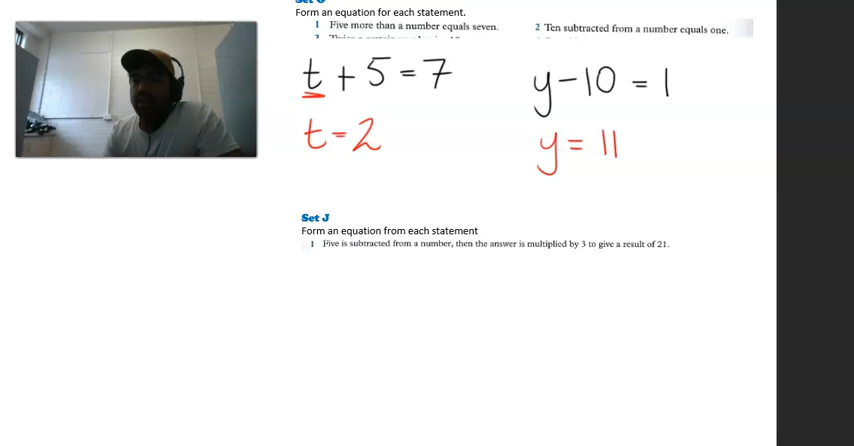 Form an equation for each statement.
1 Five more than a number equals seven.
2 Ten subtracted from a number equals one.
t + 5 = 7
y - 10 = 1
t = 2
y = 11
Set J
Form an equation from each statement
1 Five is subtracted from a number, then the answer is multiplied by 3 to give a result of 21.